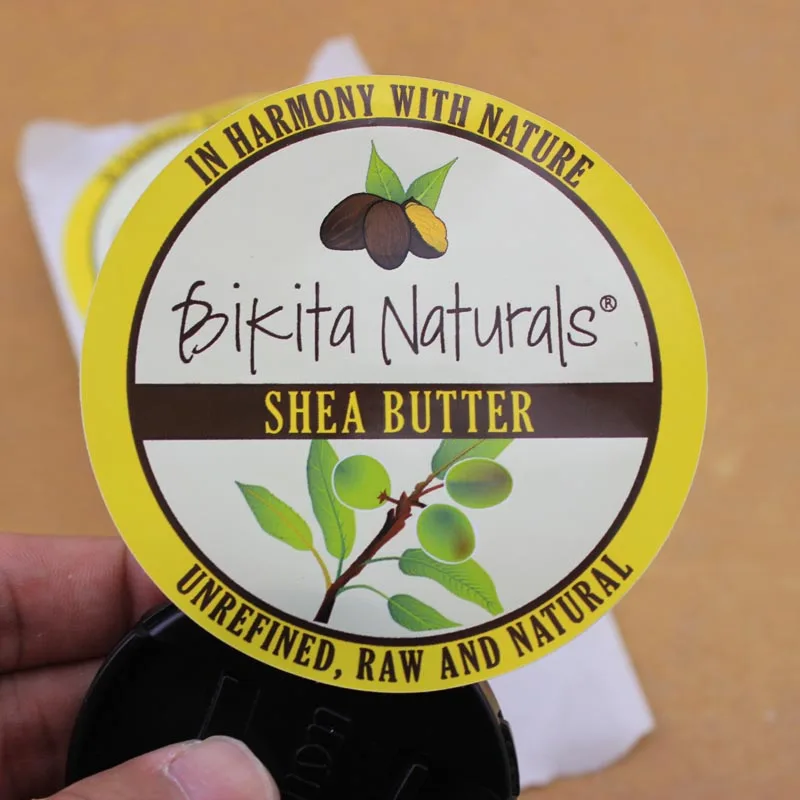 IN HARMONY WITH NATURE
Bikita Naturals®
SHEA BUTTER
UNREFINED, RAW AND NATURAL